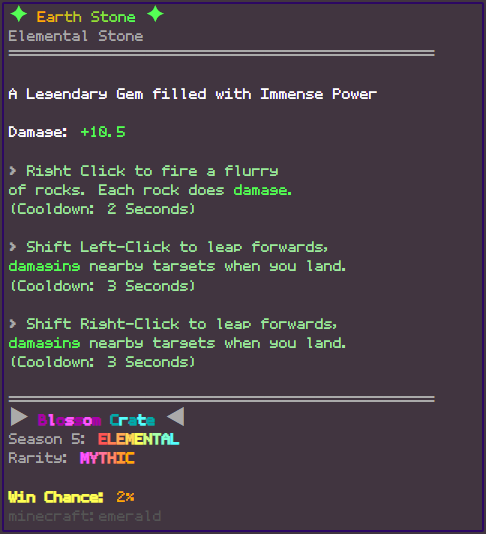 ✦ Earth Stone ✦
Elemental Stone
A Legendary Gem filled with Immense Power
Damage: +10.5
> Right Click to fire a flurry
of rocks. Each rock does damage.
(Cooldown: 2 Seconds)
> Shift Left-Click to leap forwards,
damaging nearby targets when you land.
(Cooldown: 3 Seconds)
> Shift Right-Click to leap forwards,
damaging nearby targets when you land.
(Cooldown: 3 Seconds)
▶ Blossom Crate ◀
Season 5: ELEMENTAL
Rarity: MYTHIC
Win Chance: 2%
minecraft:emerald